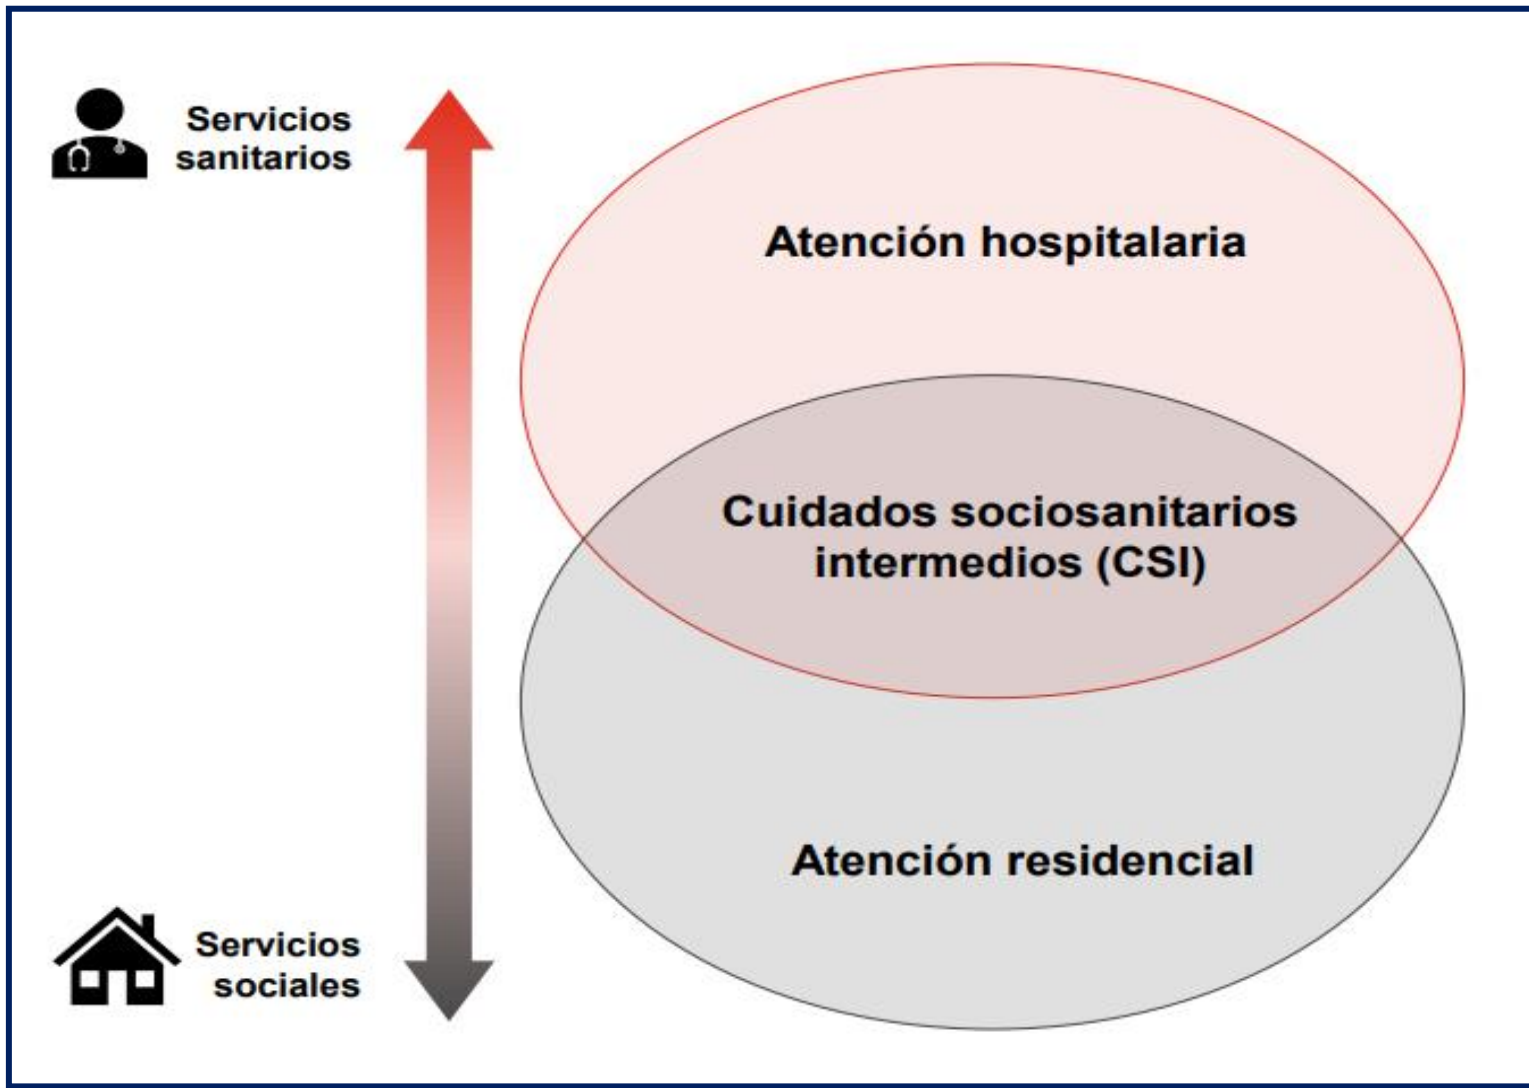 Servicios
sanitarios
Atención hospitalaria
Cuidados sociosanitarios
intermedios (CSI)
Atención residencial
Servicios
sociales